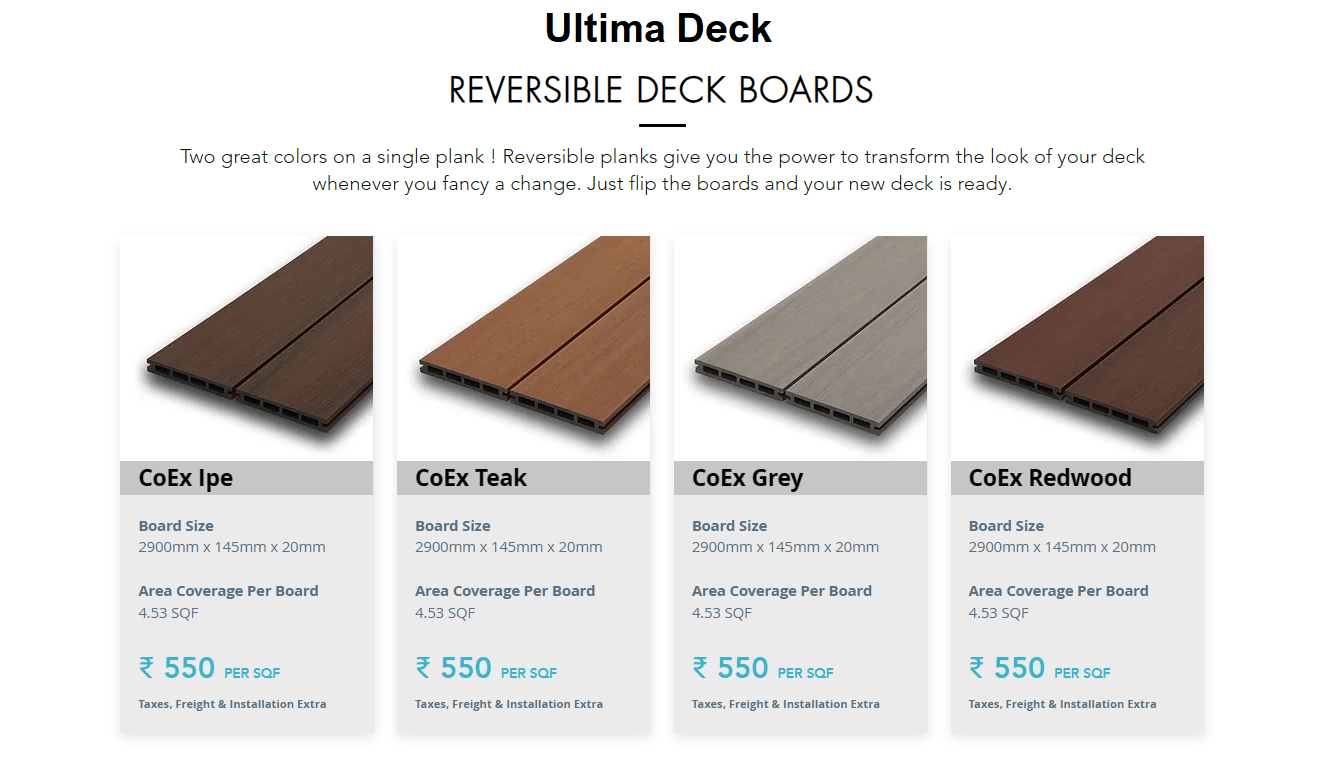 Ultima Deck
REVERSIBLE DECK BOARDS
Two great colors on a single plank ! Reversible planks give you the power to transform the look of your deck
whenever you fancy a change. Just flip the boards and your new deck is ready.
CoEx Ipe
Board Size
2900mm x 145mm x 20mm
Area Coverage Per Board
4.53 SQF
₹ 550 PER SQF
Taxes, Freight & Installation Extra
CoEx Teak
Board Size
2900mm x 145mm x 20mm
Area Coverage Per Board
4.53 SQF
₹ 550 PER SQF
Taxes, Freight & Installation Extra
CoEx Grey
Board Size
2900mm x 145mm x 20mm
Area Coverage Per Board
4.53 SQF
₹ 550 PER SQF
Taxes, Freight & Installation Extra
CoEx Redwood
Board Size
2900mm x 145mm x 20mm
Area Coverage Per Board
4.53 SQF
₹ 550 PER SQF
Taxes, Freight & Installation Extra